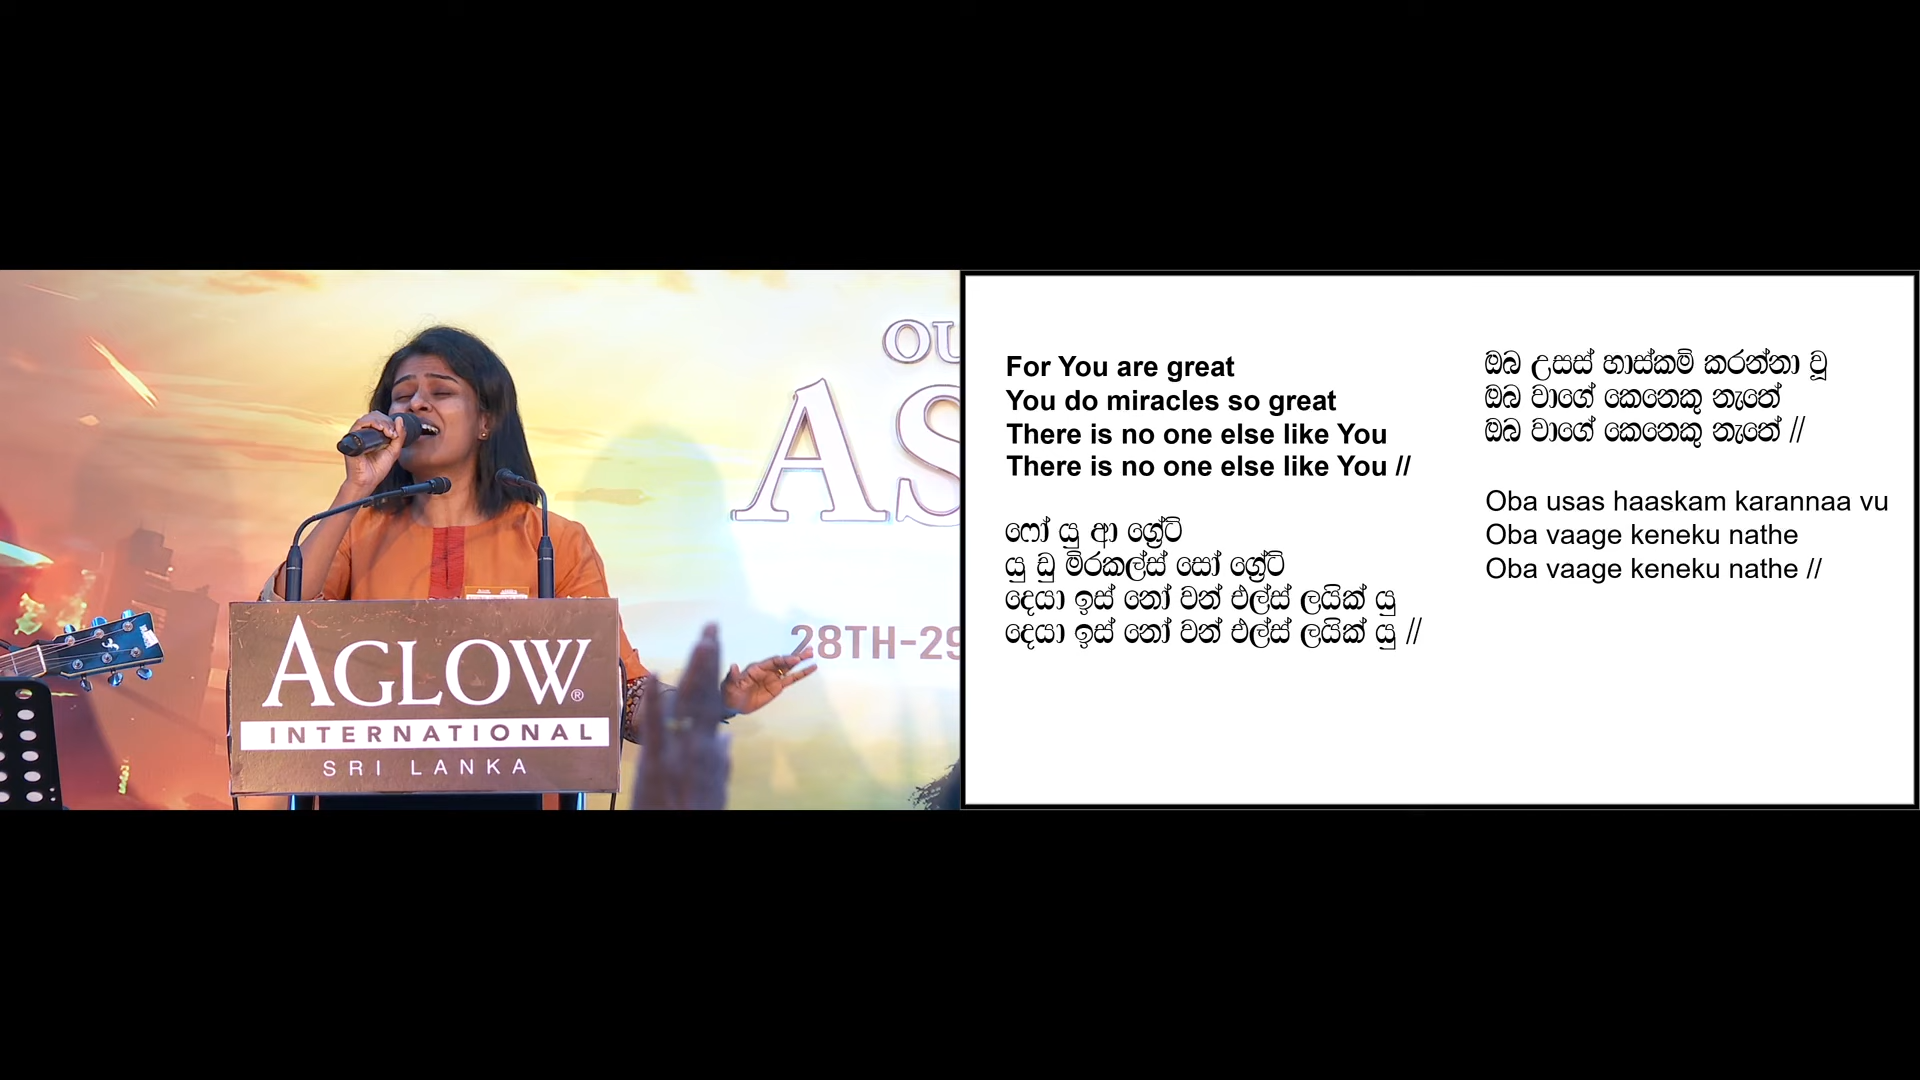 OU
AS
28TH-29
AGLOW®
INTERNATIONAL
SRI LANKA
For You are great
You do miracles so great
There is no one else like You
There is no one else like You //
ෆෝ යු ආ ග්‍රේට්
යු ඩු මිරකල්ස් සෝ ග්‍රේට්
දෙයා ඉස් නෝ වන් එල්ස් ලයික් යු
දෙයා ඉස් නෝ වන් එල්ස් ලයික් යු //
ඔබ උසස් හාස්කම් කරන්නා වූ
ඔබ වාගේ කෙනෙකු නැතේ
ඔබ වාගේ කෙනෙකු නැතේ //
Oba usas haaskam karannaa vu
Oba vaage keneku nathe
Oba vaage keneku nathe //